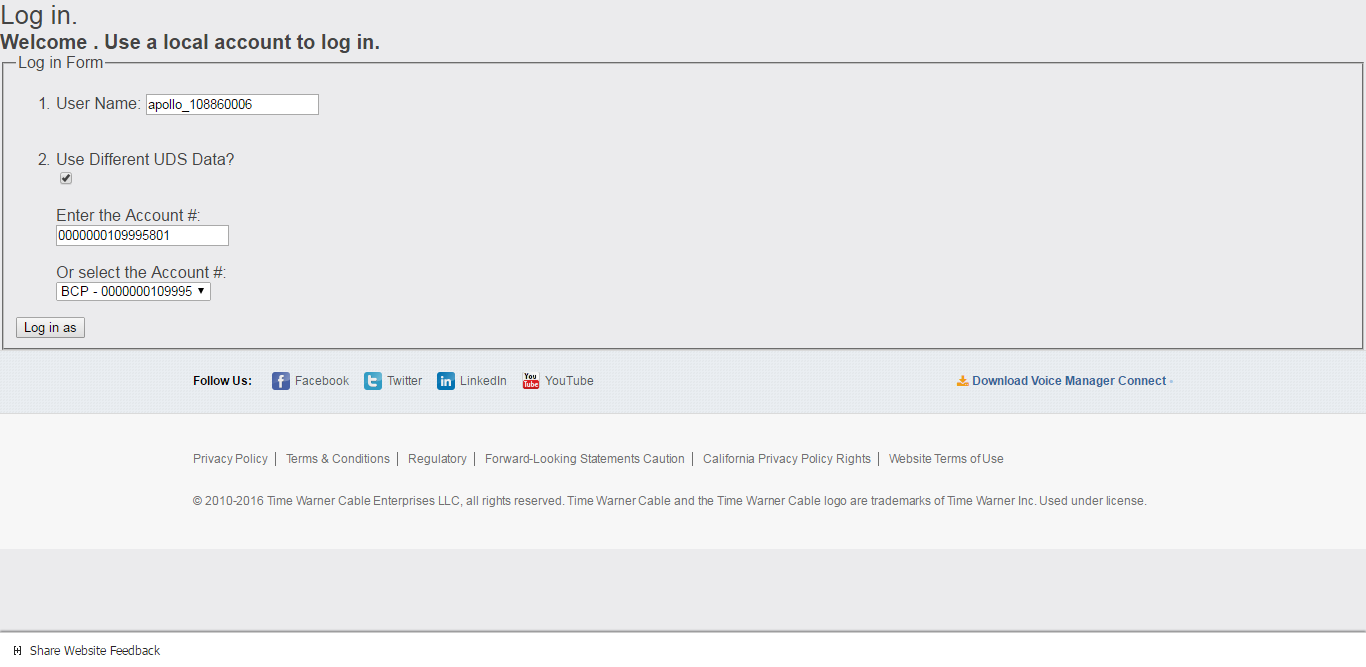 Log in.
Welcome . Use a local account to log in.
Log in Form
1. User Name: apollo_108860006
2. Use Different UDS Data?
Enter the Account #:
0000000109995801
Or select the Account #:
BCP - 0000000109995
Log in as
Follow Us: Facebook Twitter LinkedIn You Tube YouTube Download Voice Manager Connect
Privacy Policy | Terms & Conditions | Regulatory | Forward-Looking Statements Caution | California Privacy Policy Rights | Website Terms of Use
© 2010-2016 Time Warner Cable Enterprises LLC, all rights reserved. Time Warner Cable and the Time Warner Cable logo are trademarks of Time Warner Inc. Used under license.
[+] Share Website Feedback